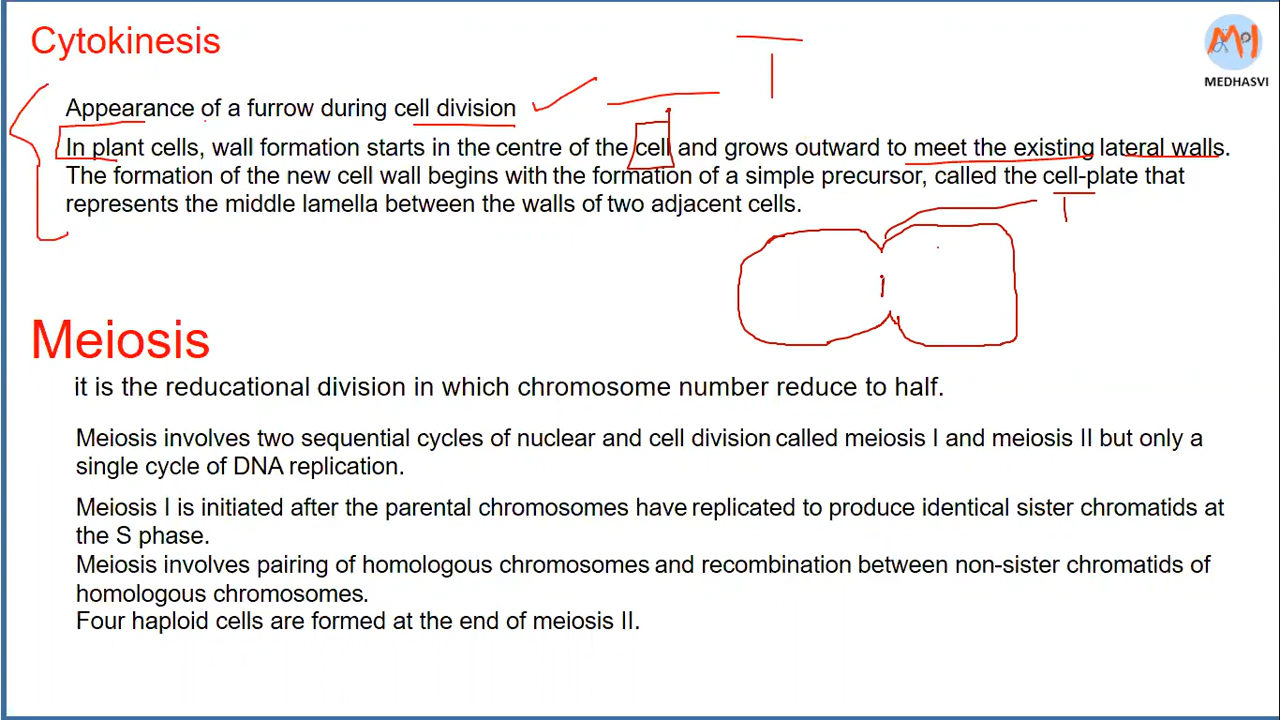 Cytokinesis
MEDHASVI
Appearance of a furrow during cell division
In plant cells, wall formation starts in the centre of the cell and grows outward to meet the existing lateral walls.
The formation of the new cell wall begins with the formation of a simple precursor, called the cell-plate that
represents the middle lamella between the walls of two adjacent cells.
Meiosis
it is the reducational division in which chromosome number reduce to half.
Meiosis involves two sequential cycles of nuclear and cell division called meiosis I and meiosis II but only a
single cycle of DNA replication.
Meiosis I is initiated after the parental chromosomes have replicated to produce identical sister chromatids at
the S phase.
Meiosis involves pairing of homologous chromosomes and recombination between non-sister chromatids of
homologous chromosomes.
Four haploid cells are formed at the end of meiosis II.